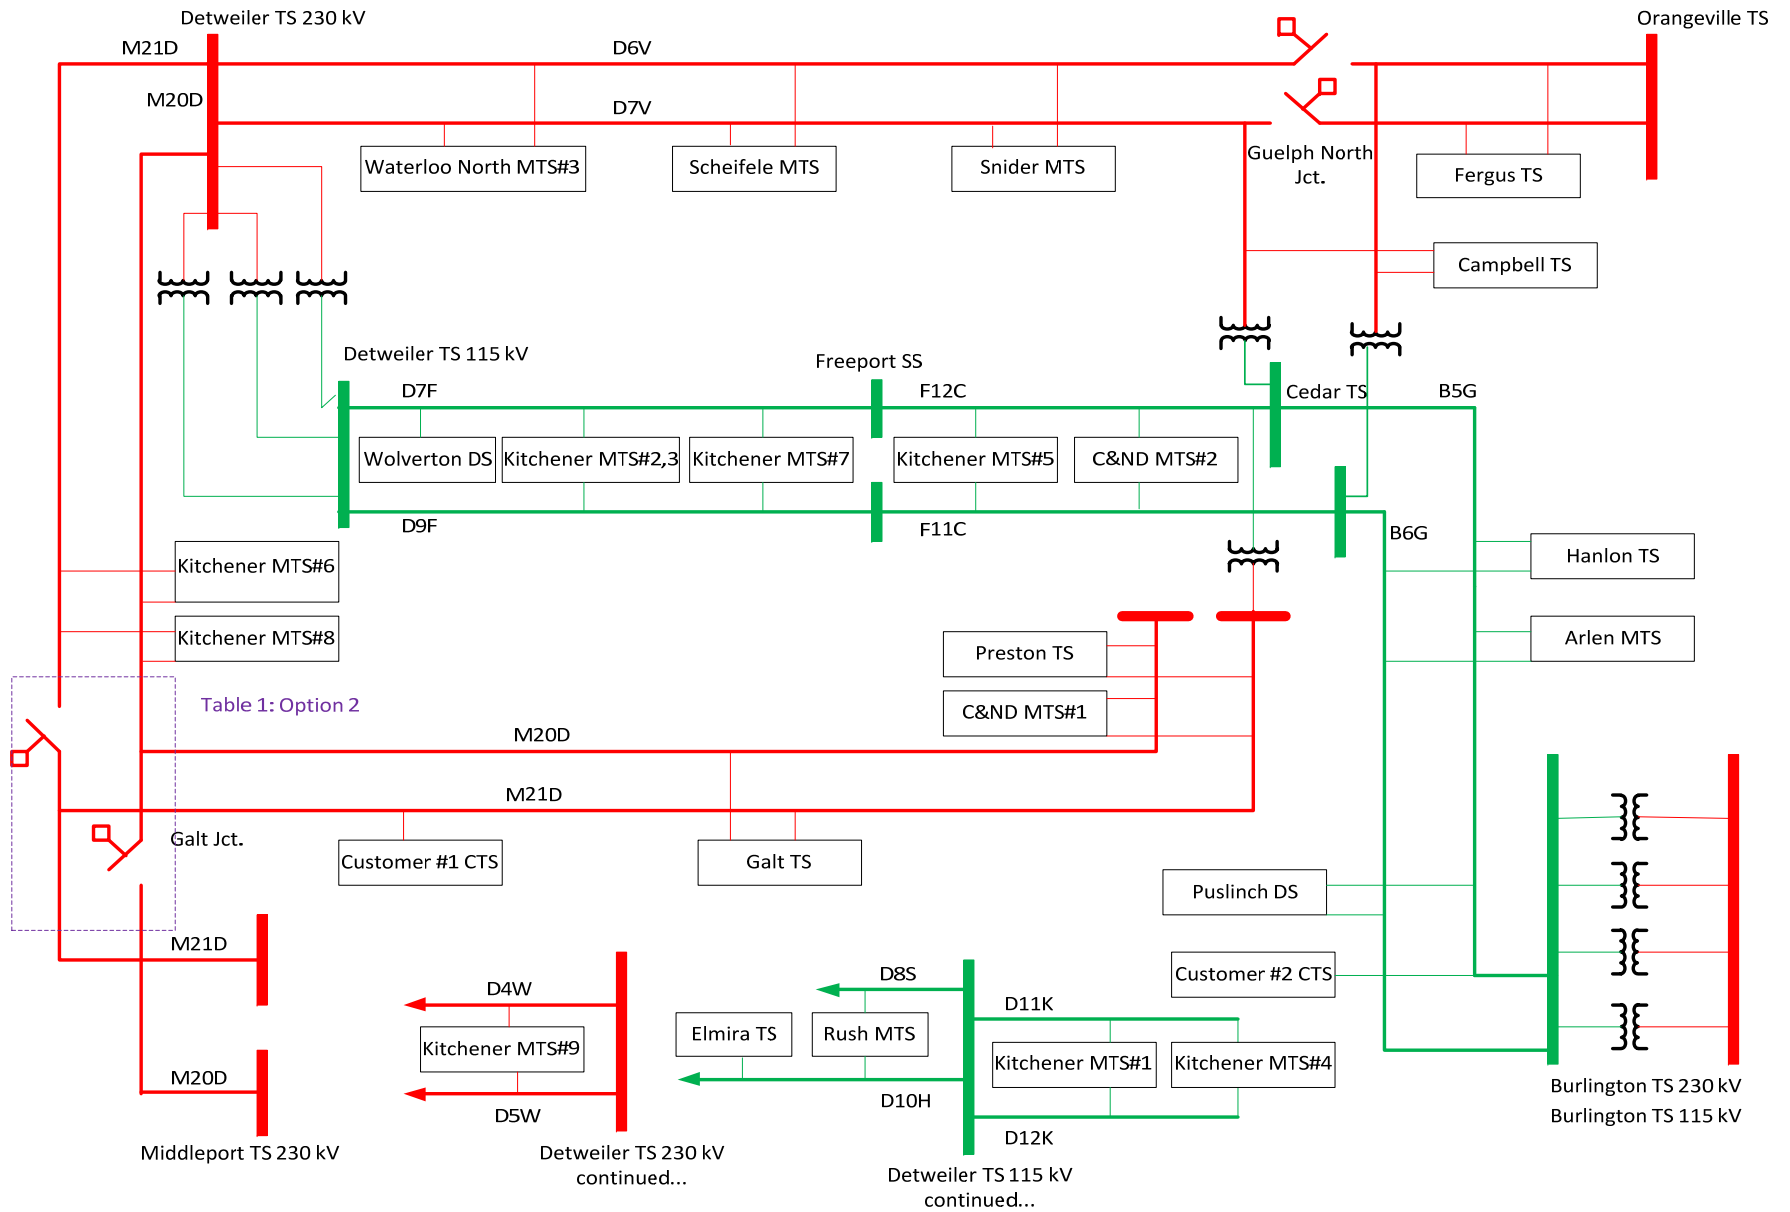 Detweiler TS 230 kV
Orangeville TS
M21D
D6V
M20D
D7V
Waterloo North MTS#3
Scheifele MTS
Snider MTS
Guelph North
Jct.
Fergus TS
Campbell TS
Detweiler TS 115 kV
Freeport SS
D7F
F12C
Cedar TS
B5G
Wolverton DS
Kitchener MTS#2,3
Kitchener MTS#7
Kitchener MTS#5
C&ND MTS#2
D9F
F11C
B6G
Hanlon TS
Kitchener MTS#6
Kitchener MTS#8
Arlen MTS
Preston TS
C&ND MTS#1
Table 1: Option 2
M20D
M21D
Galt Jct.
Customer #1 CTS
Galt TS
Puslinch DS
M21D
Customer #2 CTS
D4W
D8S
D11K
Elmira TS
Rush MTS
Kitchener MTS#9
Kitchener MTS#1
Kitchener MTS#4
M20D
D5W
D10H
D12K
Burlington TS 230 kV
Burlington TS 115 kV
Middleport TS 230 kV
Detweiler TS 230 kV
continued...
Detweiler TS 115 kV
continued...